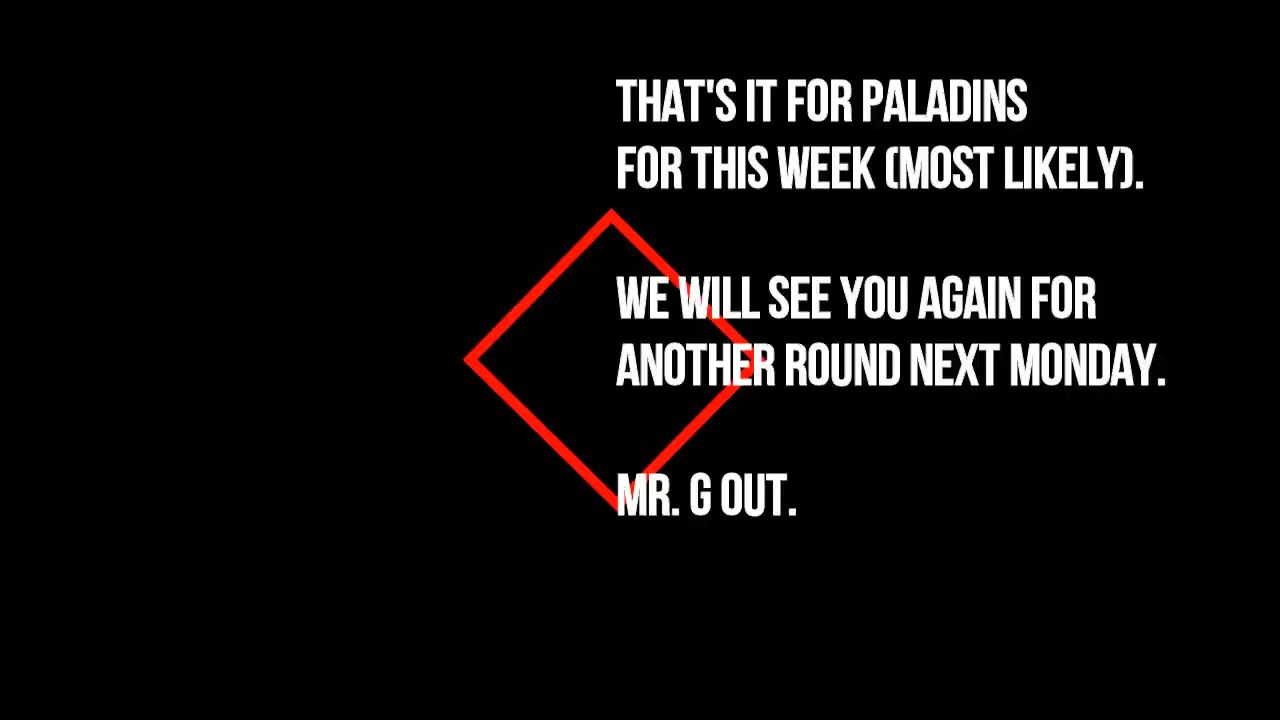 THAT'S IT FOR PALADINS
FOR THIS WEEK (MOST LIKELY).
WE WILL SEE YOU AGAIN FOR
ANOTHER ROUND NEXT MONDAY.
MR. G OUT.